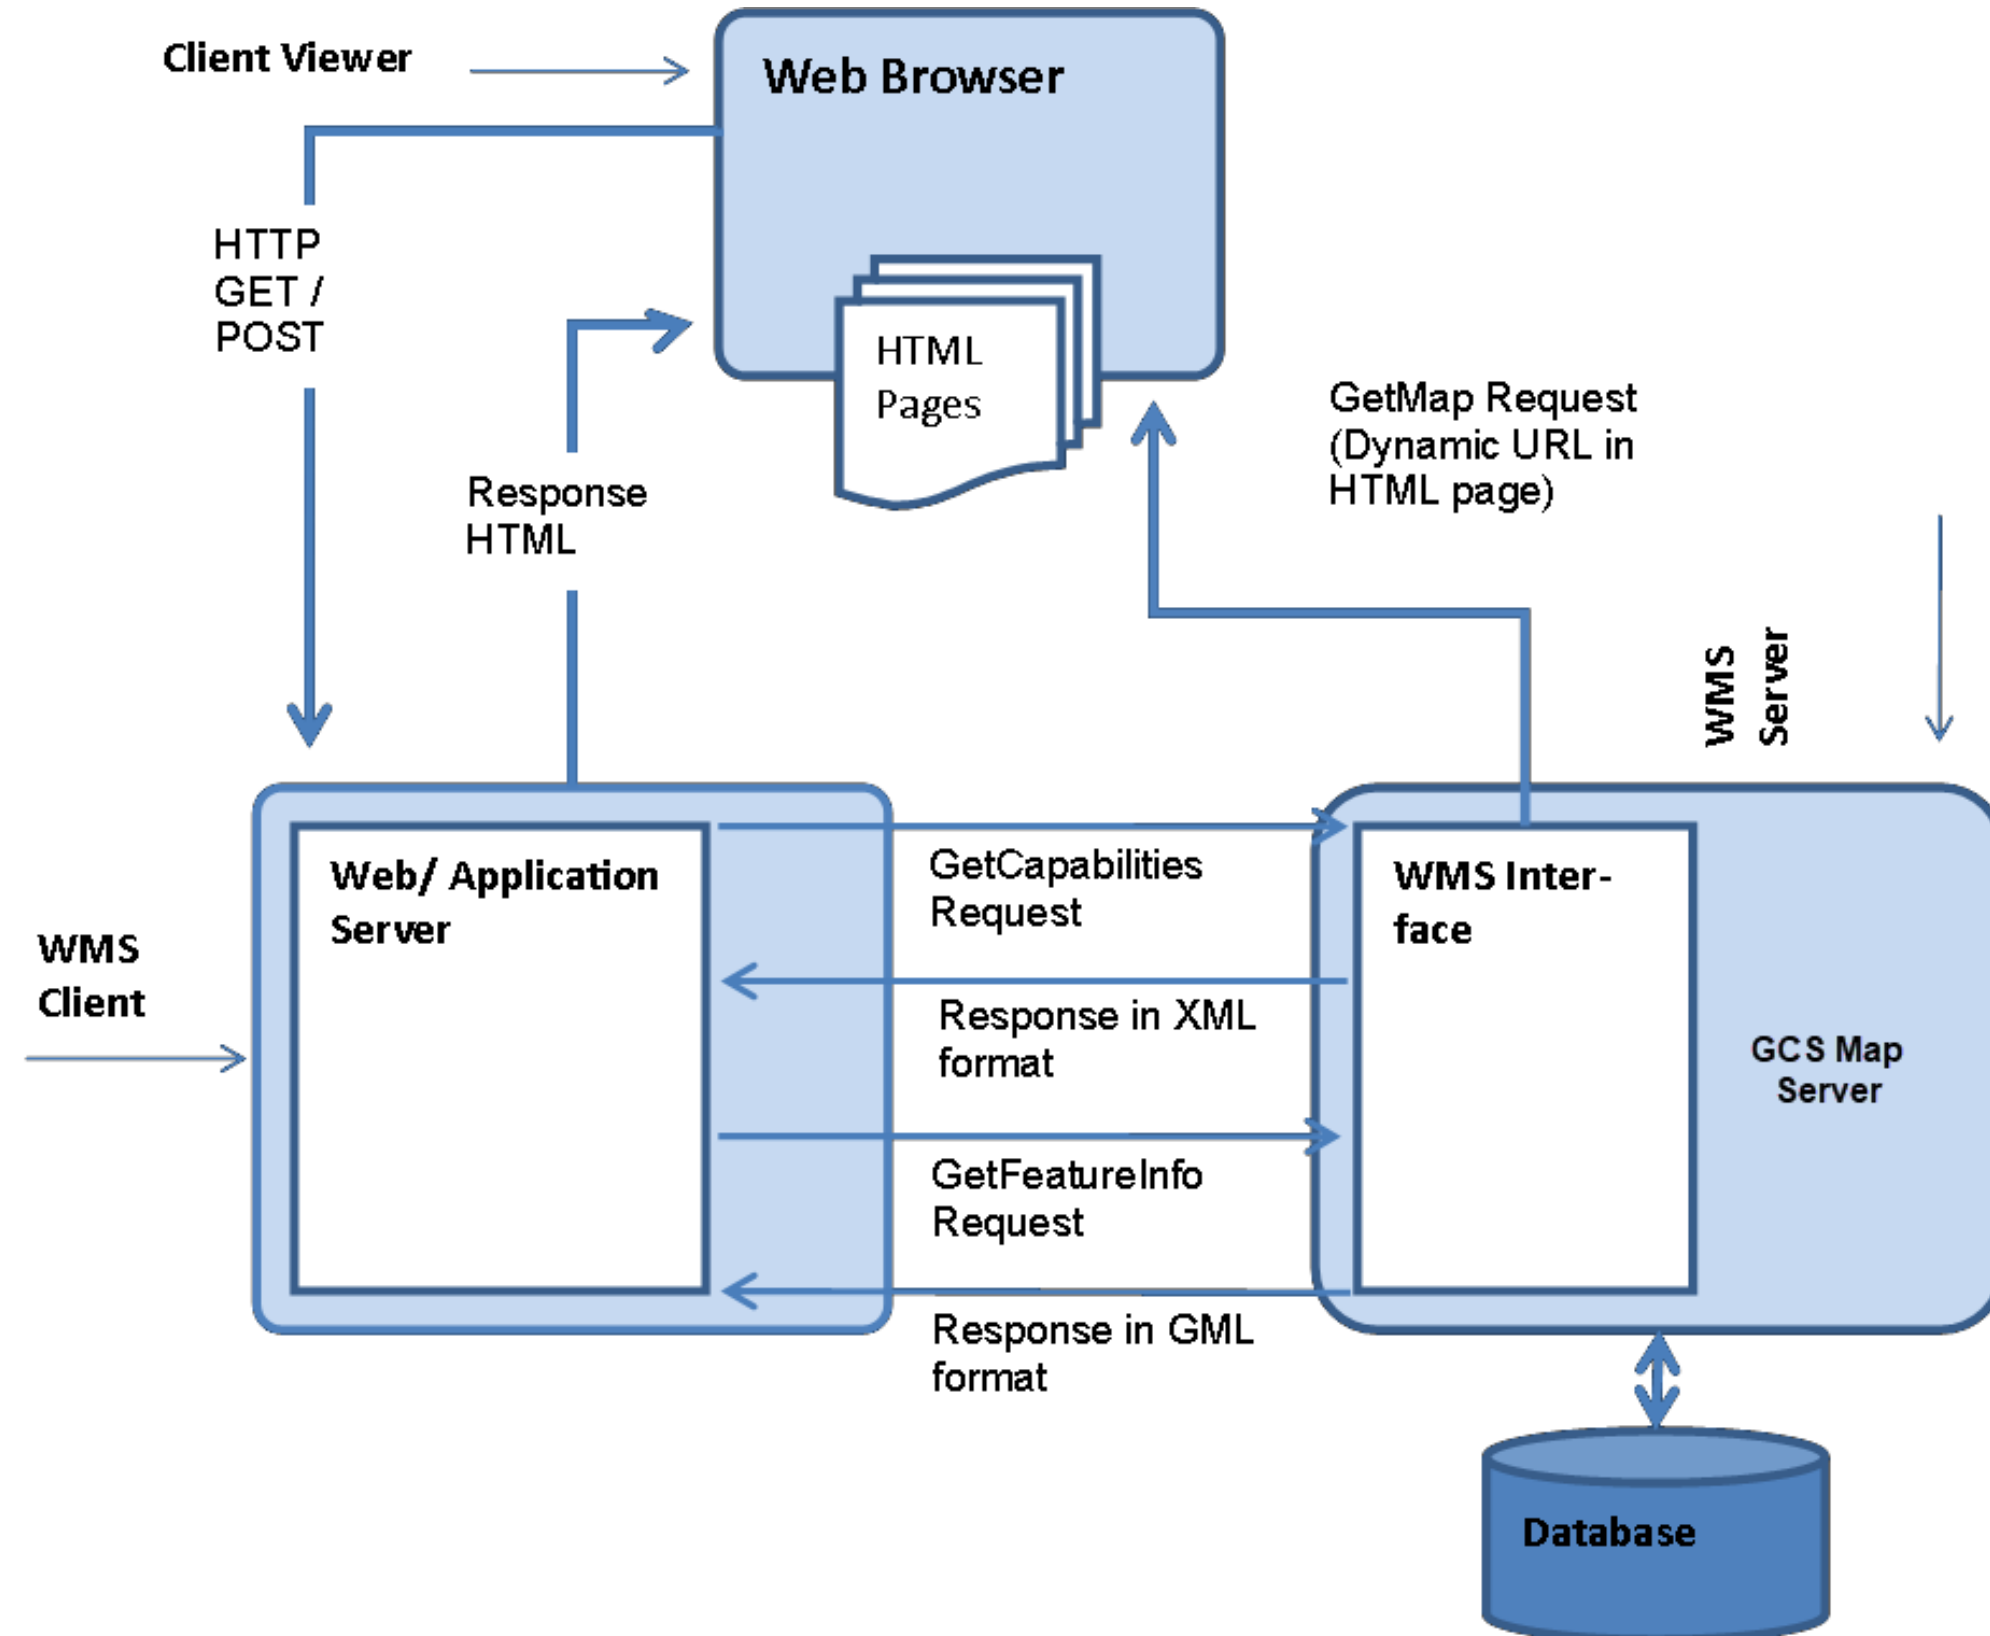 Client Viewer
Web Browser
HTTP
GET /
POST
HTML
Pages
GetMap Request
(Dynamic URL in
HTML page)
Response
HTML
WMS
Server
Web/ Application
Server
GetCapabilities
Request
WMS Inter-
face
WMS
Client
Response in XML
format
GCS Map
Server
GetFeatureInfo
Request
Response in GML
format
Database